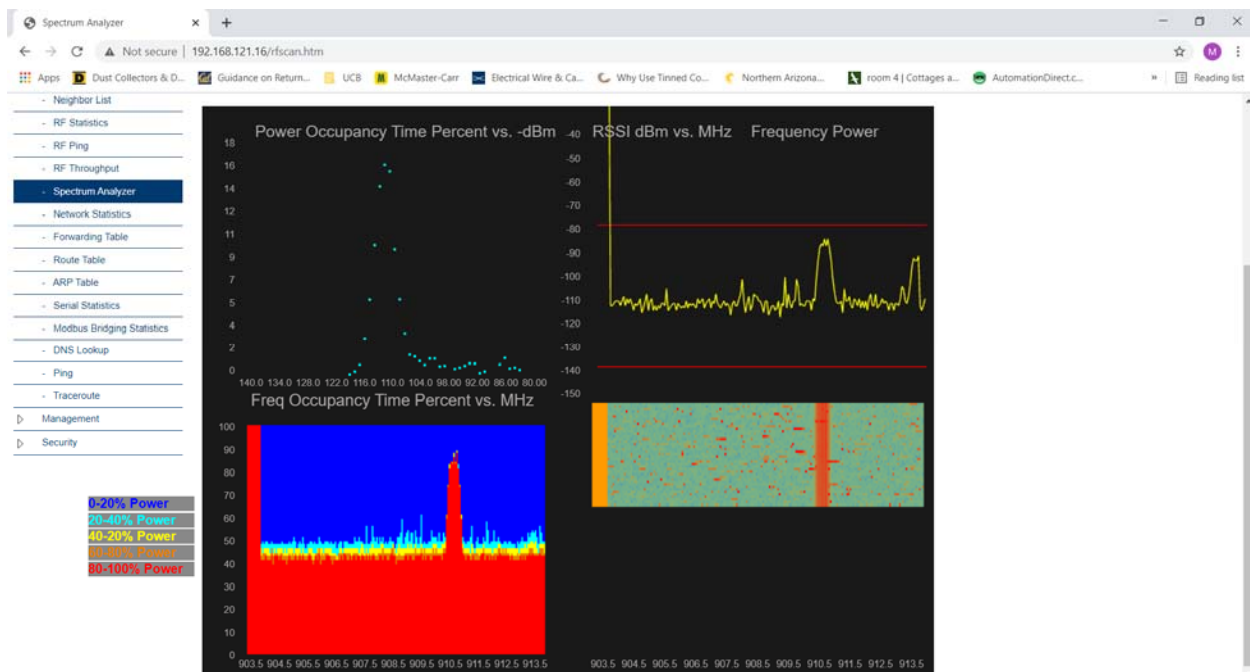 Spectrum Analyzer
Not secure | 192.168.121.16/rfscan.htm
M
Apps D Dust Collectors & D... Guidance on Return... UCB M McMaster-Carr Electrical Wire & Ca... Why Use Tinned Co... Northern Arizona... room 4 | Cottages a... AutomationDirect.c... » Reading list
- Neighbor List
- RF Statistics
- RF Ping
- RF Throughput
- Spectrum Analyzer
- Network Statistics
- Forwarding Table
- Route Table
- ARP Table
- Serial Statistics
- Modbus Bridging Statistics
- DNS Lookup
- Ping
- Traceroute
Management
Security
0-20% Power
20-40% Power
40-20% Power
60-80% Power
80-100% Power
Power Occupancy Time Percent vs. -dBm
18
16
14
12
11
9
7
5
4
2
0
140.0 134.0 128.0 122.0 116.0 110.0 104.0 98.00 92.00 86.00 80.00
RSSI dBm vs. MHz Frequency Power
-40
-50
-60
-70
-80
-90
-100
-110
-120
-130
-140
-150
Freq Occupancy Time Percent vs. MHz
100
90
80
70
60
50
40
30
20
10
0
903.5 904.5 905.5 906.5 907.5 908.5 909.5 910.5 911.5 912.5 913.5
903.5 904.5 905.5 906.5 907.5 908.5 909.5 910.5 911.5 912.5 913.5